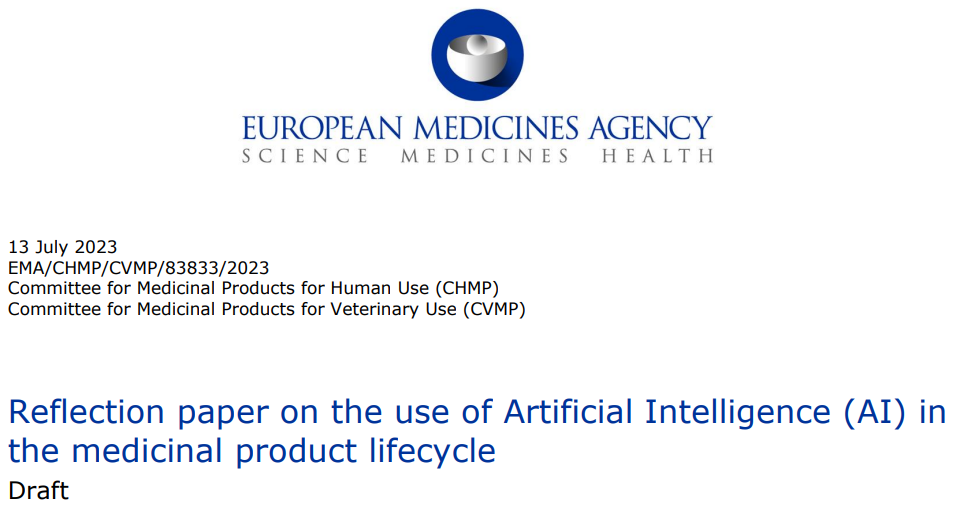 EUROPEAN MEDICINES AGENCY
SCIENCE MEDICINES HEALTH
13 July 2023
EMA/CHMP/CVMP/83833/2023
Committee for Medicinal Products for Human Use (CHMP)
Committee for Medicinal Products for Veterinary Use (CVMP)
Reflection paper on the use of Artificial Intelligence (AI) in
the medicinal product lifecycle
Draft